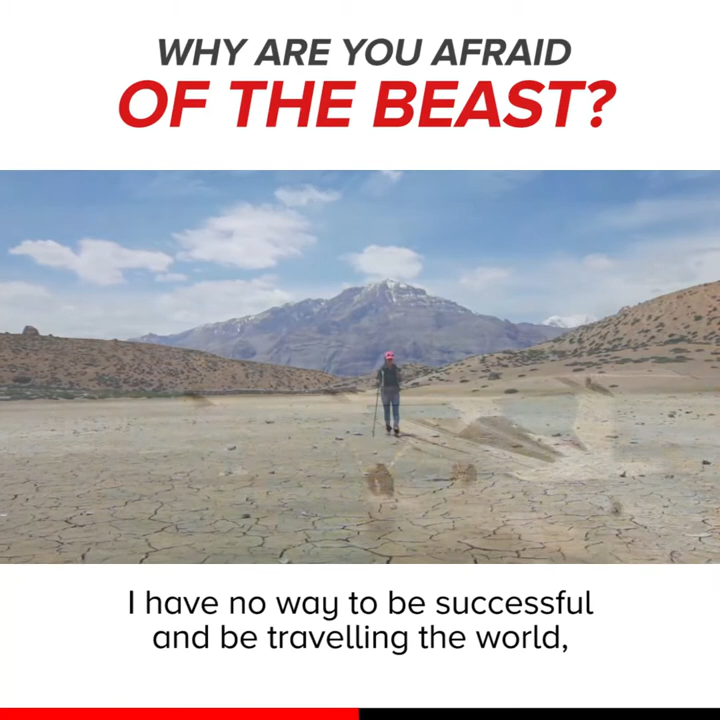 WHY ARE YOU AFRAID
OF THE BEAST?
I have no way to be successful
and be travelling the world,